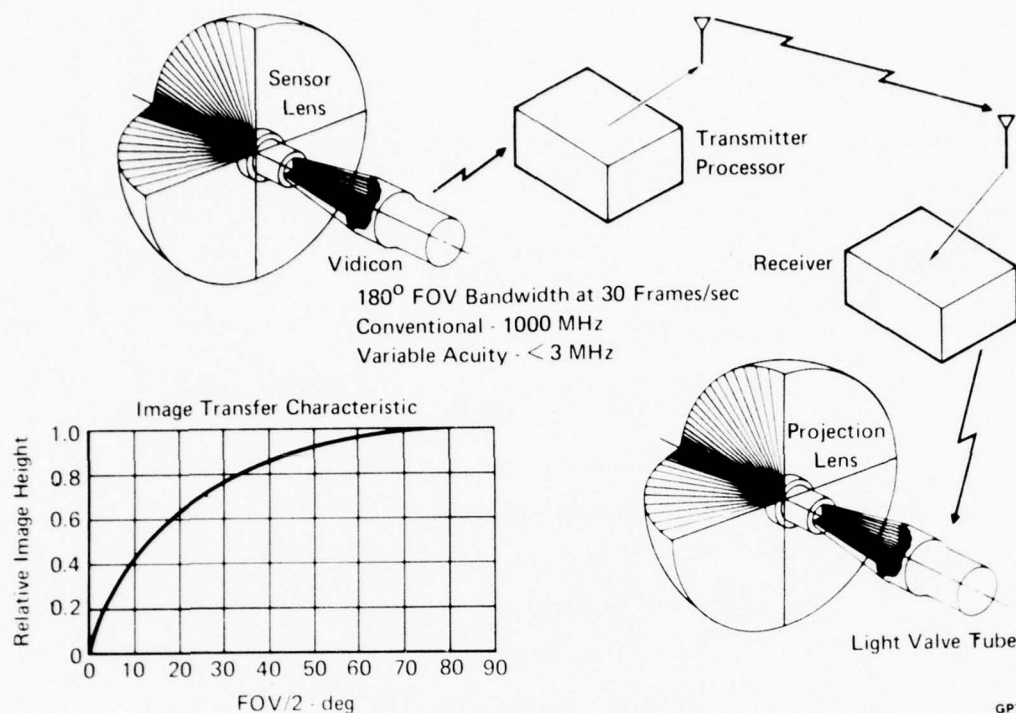 Sensor
Lens
Transmitter
Processor
Vidicon
Receiver
180° FOV Bandwidth at 30 Frames/sec
Conventional - 1000 MHz
Variable Acuity - < 3 MHz
Image Transfer Characteristic
Relative Image Height
1.0
0.8
0.6
0.4
0.2
0
0 10 20 30 40 50 60 70 80 90
FOV/2 - deg
Projection
Lens
Light Valve Tube